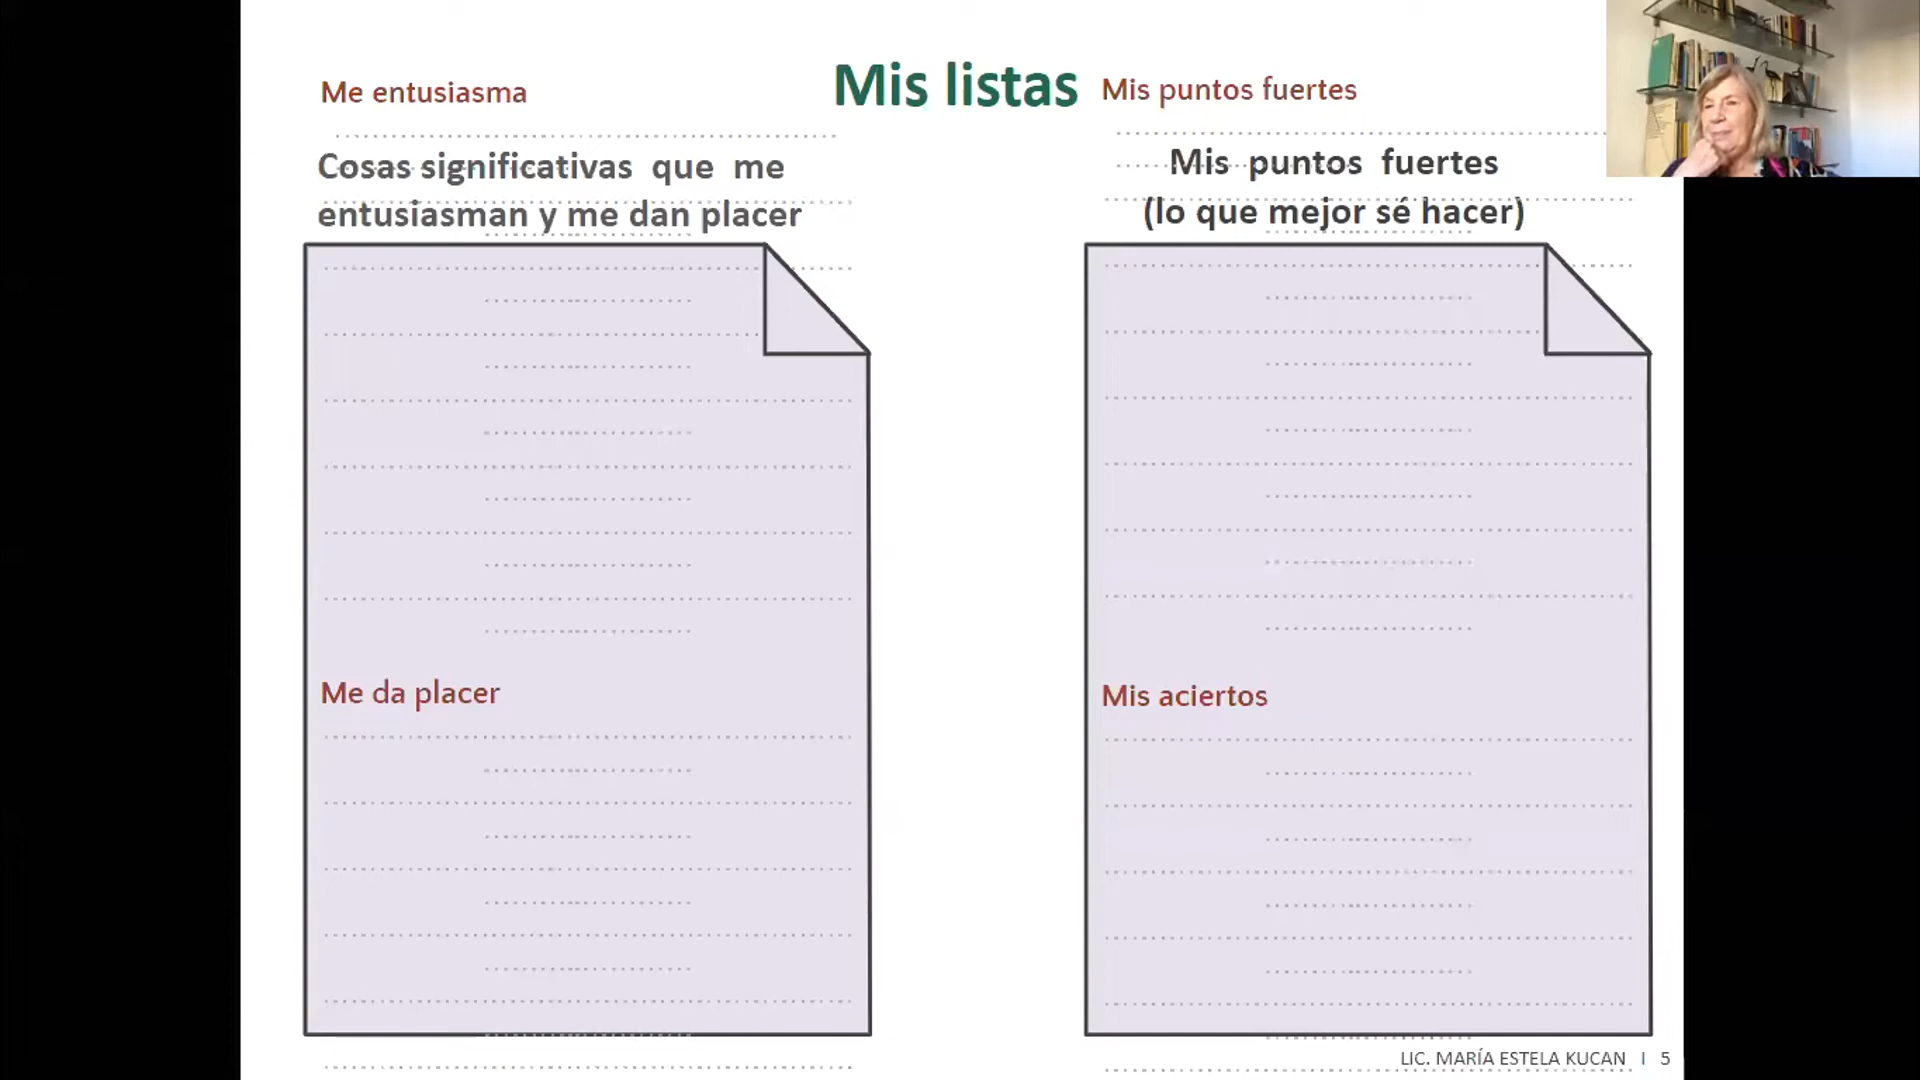 Mis listas
Me entusiasma
Cosas significativas que me
entusiasman y me dan placer
Me da placer
Mis puntos fuertes
Mis puntos fuertes
(lo que mejor sé hacer)
Mis aciertos
LIC. MARÍA ESTELA KUCAN I 5